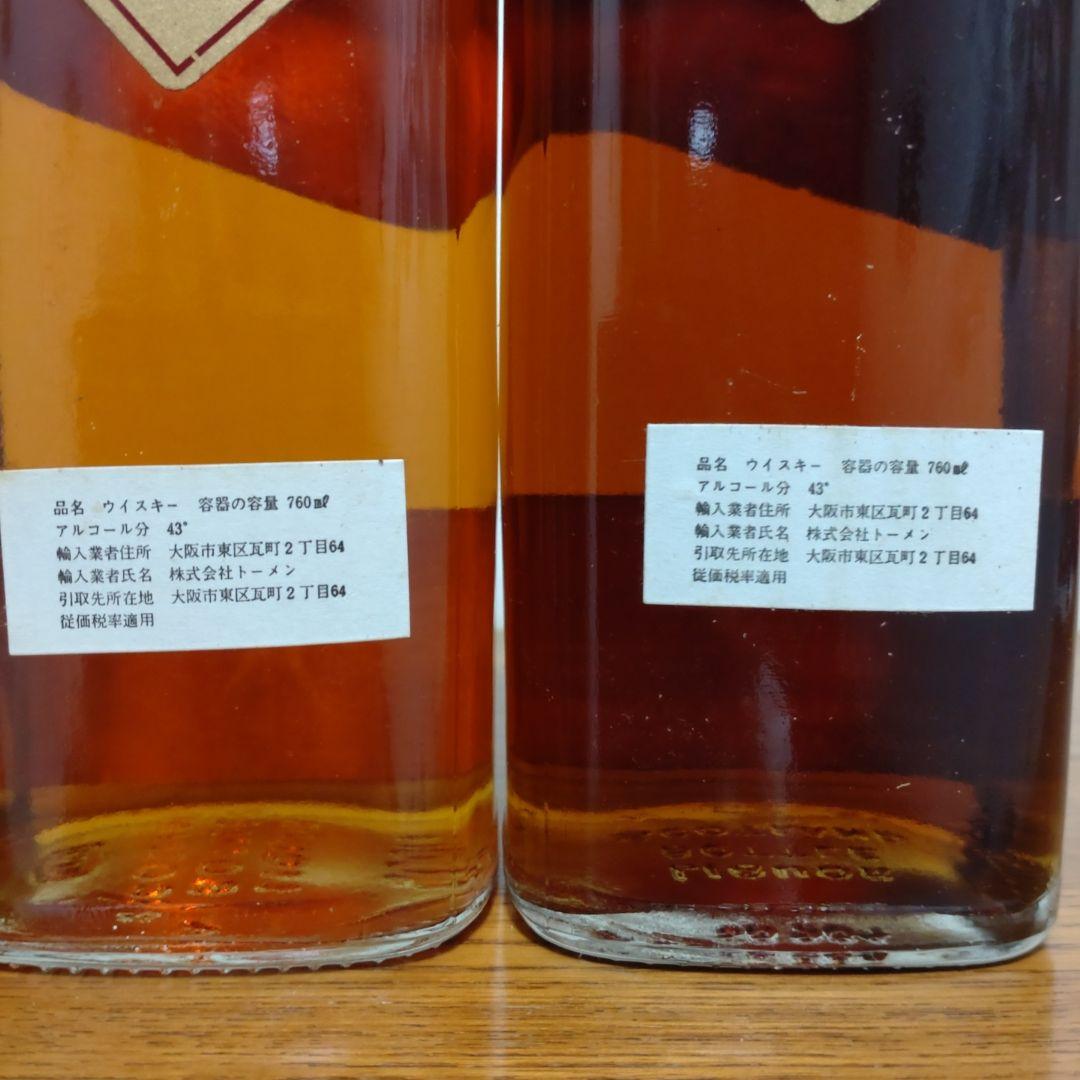 品名 ウイスキー 容器の容量 760㎖
アルコール分 43°
輸入業者住所 大阪市東区瓦町2丁目64
輸入業者氏名 株式会社トーメン
引取先所在地 大阪市東区瓦町2丁目64
従価税率適用
品名 ウイスキー 容器の容量 760㎖
アルコール分 43°
輸入業者住所 大阪市東区瓦町2丁目64
輸入業者氏名 株式会社トーメン
引取先所在地 大阪市東区瓦町2丁目64
従価税率適用